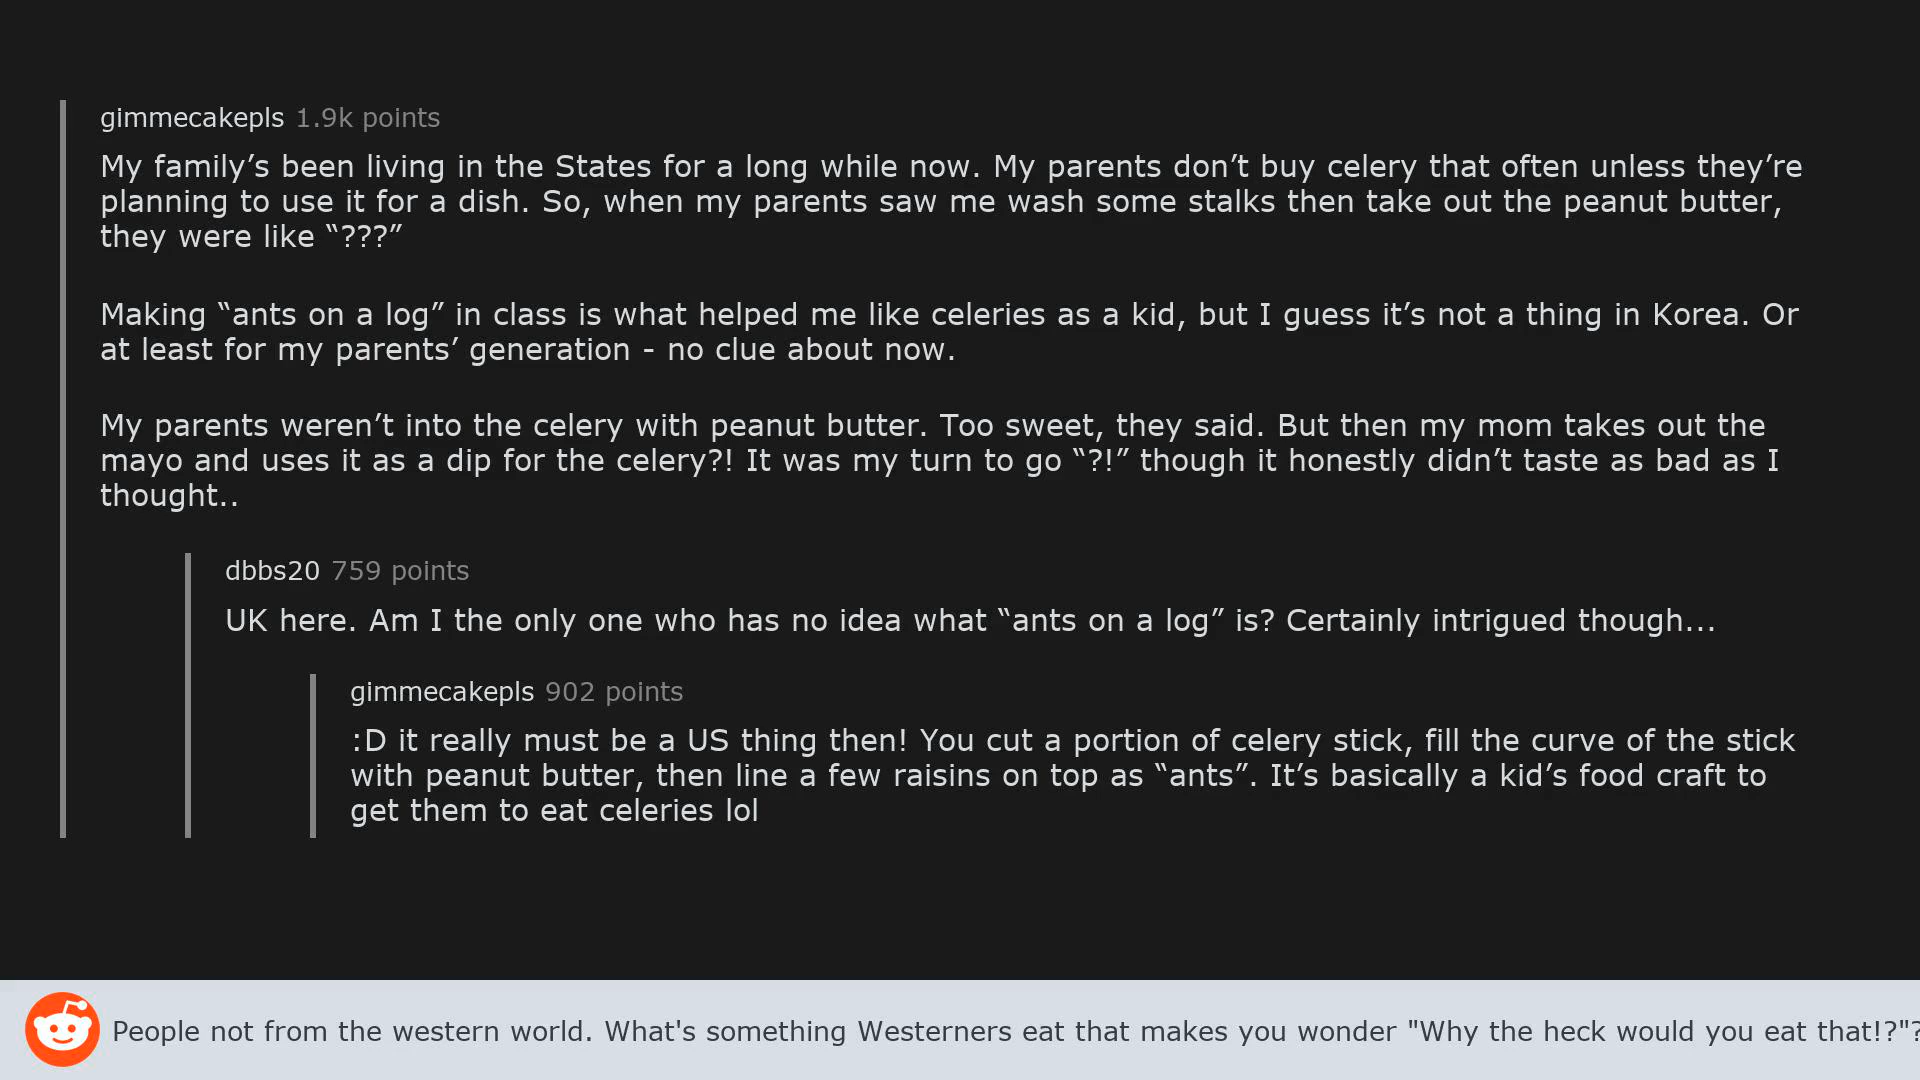 gimmecakepls 1.9k points
My family’s been living in the States for a long while now. My parents don’t buy celery that often unless they’re
planning to use it for a dish. So, when my parents saw me wash some stalks then take out the peanut butter,
they were like “???”
Making “ants on a log” in class is what helped me like celeries as a kid, but I guess it’s not a thing in Korea. Or
at least for my parents’ generation - no clue about now.
My parents weren’t into the celery with peanut butter. Too sweet, they said. But then my mom takes out the
mayo and uses it as a dip for the celery?! It was my turn to go “?!” though it honestly didn’t taste as bad as I
thought..
dbbs20 759 points
UK here. Am I the only one who has no idea what “ants on a log” is? Certainly intrigued though...
gimmecakepls 902 points
:D it really must be a US thing then! You cut a portion of celery stick, fill the curve of the stick
with peanut butter, then line a few raisins on top as “ants”. It’s basically a kid’s food craft to
get them to eat celeries lol
People not from the western world. What's something Westerners eat that makes you wonder "Why the heck would you eat that!?"?